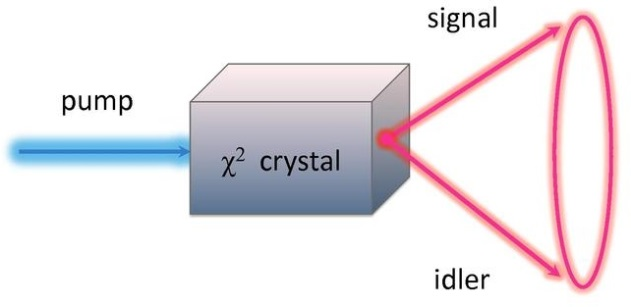 signal
pump
χ² crystal
idler